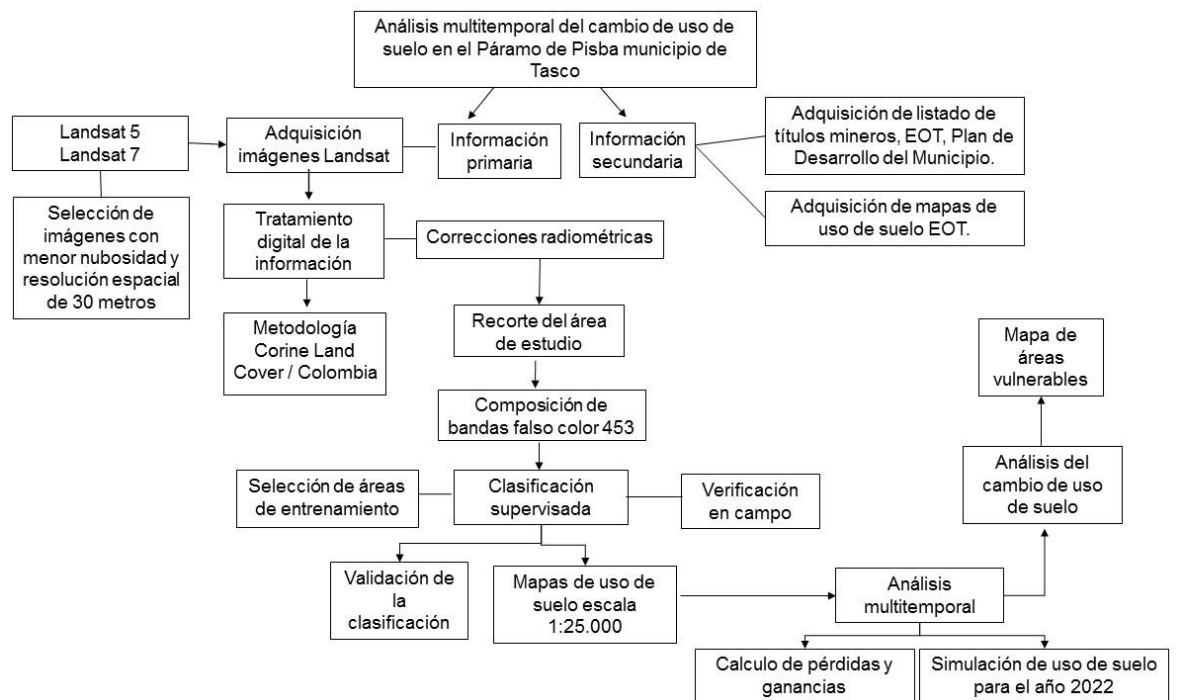 Análisis multitemporal del cambio de uso de
suelo en el Páramo de Pisba municipio de
Tasco
Landsat 5
Landsat 7
Adquisición
imágenes Landsat
Información
primaria
Información
secundaria
Adquisición de listado de
títulos mineros, EOT, Plan de
Desarrollo del Municipio.
Selección de
imágenes con
menor nubosidad y
resolución espacial
de 30 metros
Tratamiento
digital de la
información
Correcciones radiométricas
Adquisición de mapas de
uso de suelo EOT.
Metodología
Corine Land
Cover / Colombia
Recorte del área
de estudio
Mapa de
áreas
vulnerables
Composición de
bandas falso color 453
Selección de áreas
de entrenamiento
Clasificación
supervisada
Verificación
en campo
Análisis del
cambio de uso
de suelo
Validación de
la
clasificación
Mapas de uso de
suelo escala
1:25.000
Análisis
multitemporal
Calculo de pérdidas y
ganancias
Simulación de uso de suelo
para el año 2022